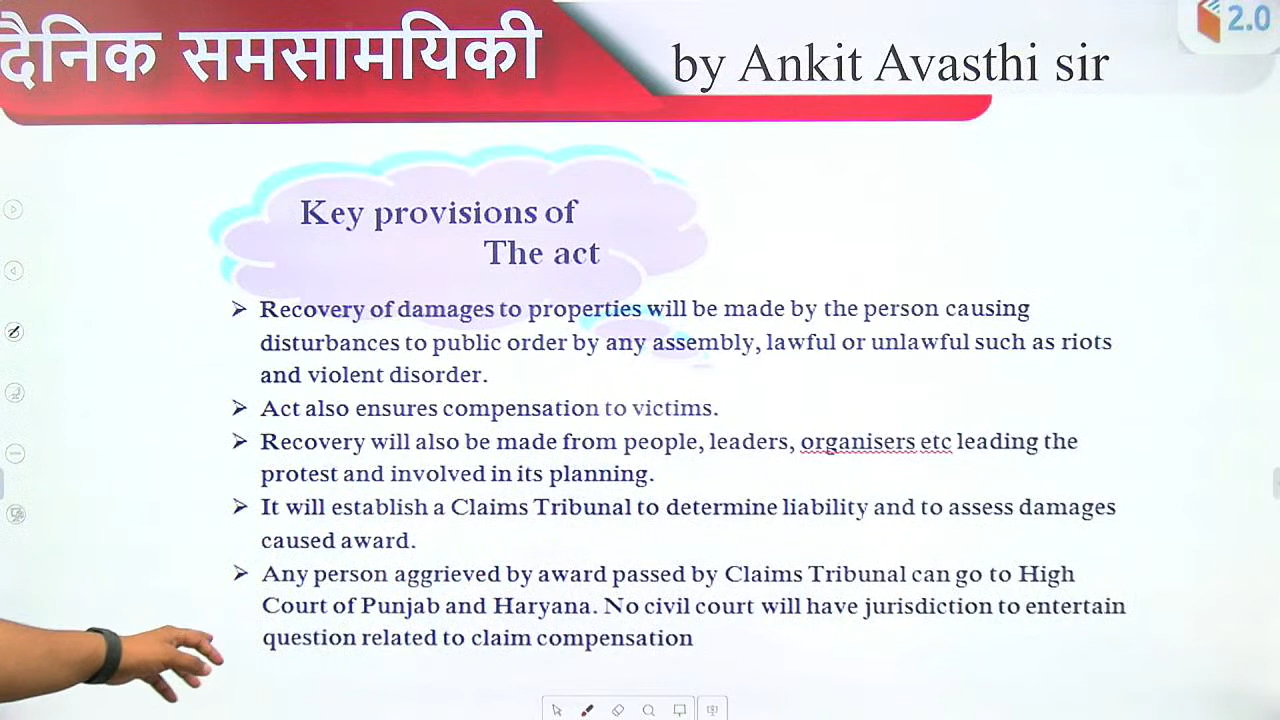 दैनिक समसामयिकी by Ankit Avasthi sir
2.0
Key provisions of
The act
➢ Recovery of damages to properties will be made by the person causing
disturbances to public order by any assembly, lawful or unlawful such as riots
and violent disorder.
➢ Act also ensures compensation to victims.
➢ Recovery will also be made from people, leaders, organisers etc leading the
protest and involved in its planning.
➢ It will establish a Claims Tribunal to determine liability and to assess damages
caused award.
➢ Any person aggrieved by award passed by Claims Tribunal can go to High
Court of Punjab and Haryana. No civil court will have jurisdiction to entertain
question related to claim compensation